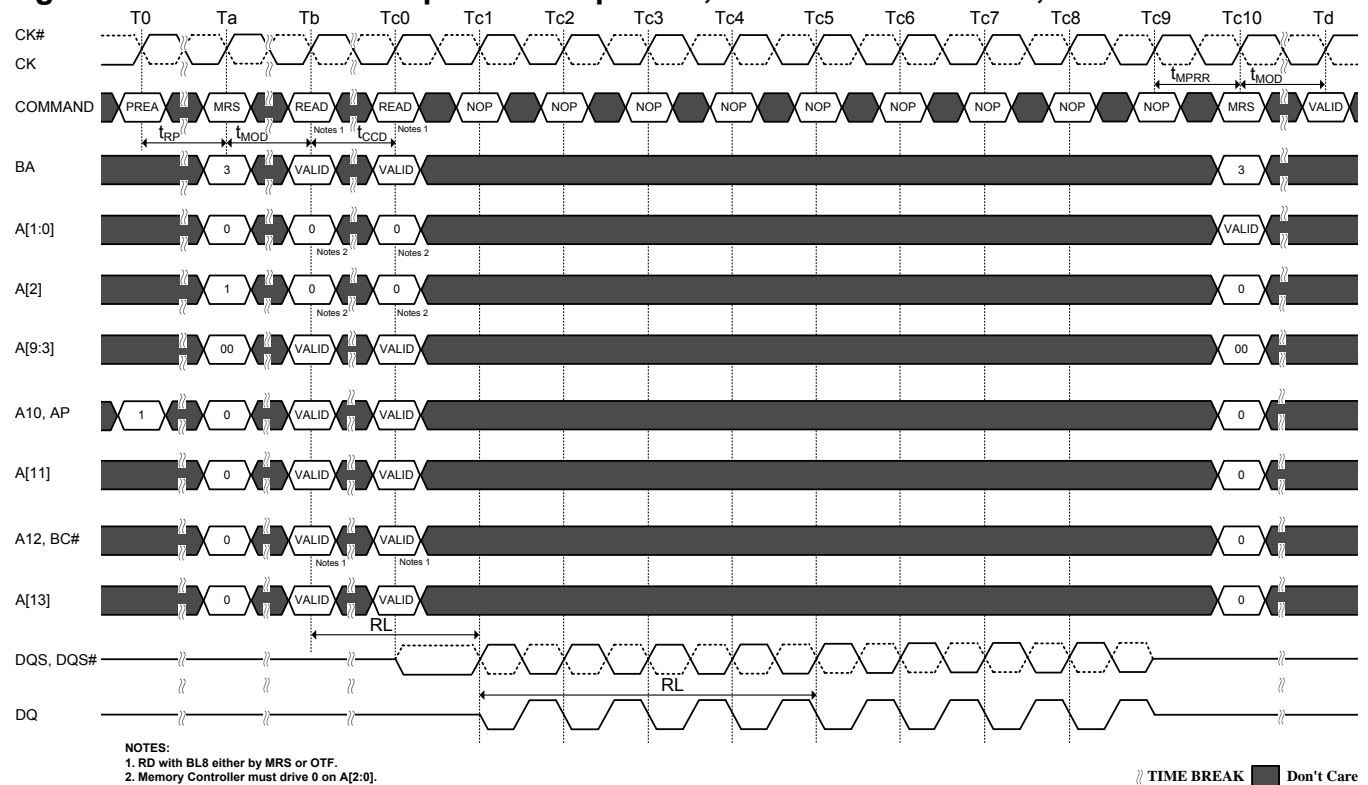 T0 Ta Tb Tc0 Tc1 Tc2 Tc3 Tc4 Tc5 Tc6 Tc7 Tc8 Tc9 Tc10 Td
CK#
CK
tMPRR tMOD
COMMAND PREA MRS READ READ NOP NOP NOP NOP NOP NOP NOP NOP NOP MRS VALID
Notes 1 Notes 1
tRP tMOD tCCD
BA 3 VALID VALID 3
A[1:0] 0 0 0 VALID
Notes 2 Notes 2
A[2] 1 0 0 0
Notes 2 Notes 2
A[9:3] 00 VALID VALID 00
A10, AP 1 0 VALID VALID 0
A[11] 0 VALID VALID 0
A12, BC# 0 VALID VALID 0
Notes 1 Notes 1
A[13] 0 VALID VALID 0
RL
DQS, DQS#
RL
DQ
NOTES:
1. RD with BL8 either by MRS or OTF.
2. Memory Controller must drive 0 on A[2:0].
TIME BREAK Don't Care